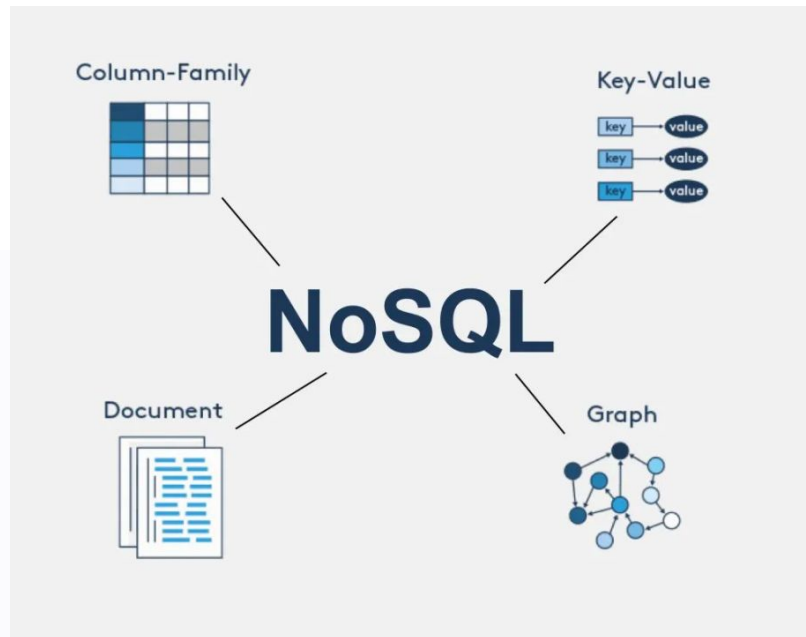 Column-Family
Key-Value
key value
key value
key value
NoSQL
Document
Graph